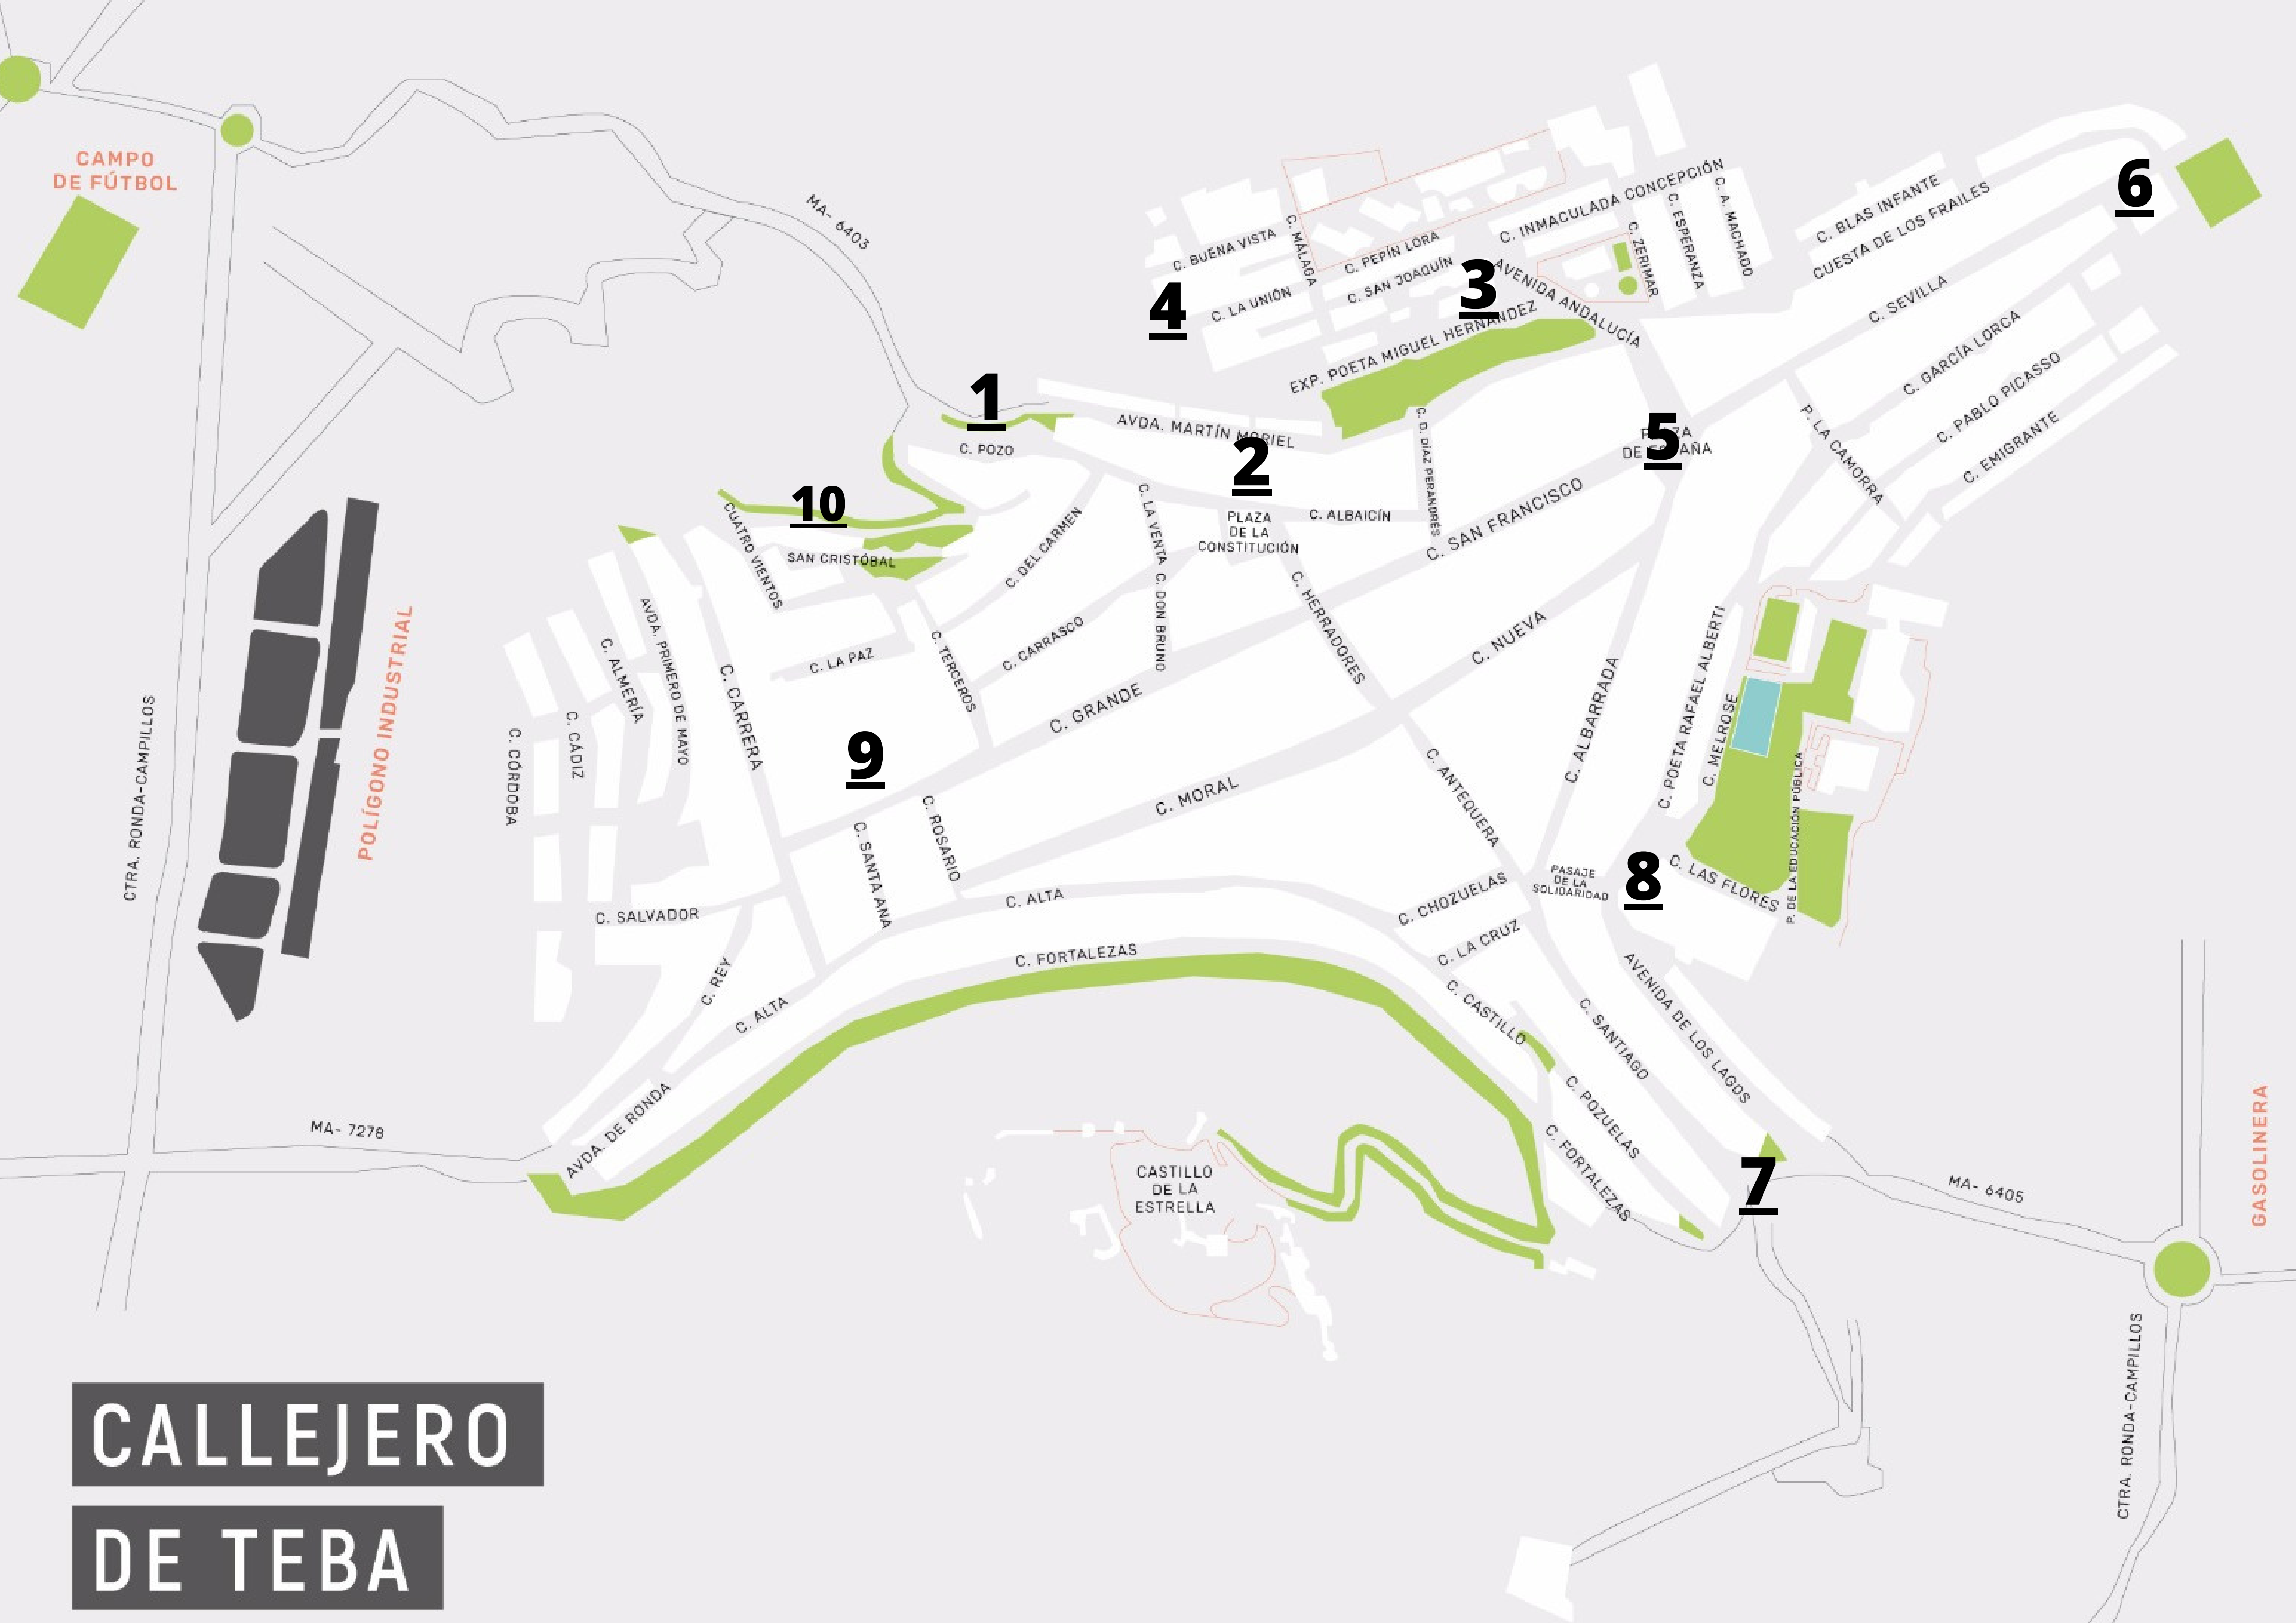 CAMPO
DE FÚTBOL
MA- 6403
C. BUENA VISTA
C. MÁLAGA
C. LA UNIÓN
C. PEPÍN LORA
C. SAN JOAQUÍN
C. INMACULADA CONCEPCIÓN
C. ZERIMAR
C. ESPERANZA
C. A. MACHADO
AVENIDA ANDALUCÍA
EXP. POETA MIGUEL HERNÁNDEZ
C. BLAS INFANTE
CUESTA DE LOS FRAILES
C. SEVILLA
C. GARCÍA LORCA
C. PABLO PICASSO
C. EMIGRANTE
P. LA CAMORRA
6
3
4
1
2
5
10
9
8
7
C. POZO
AVDA. MARTÍN MORIEL
C. D. DÍAZ PERANDRÉS
PLAZA
DE ESPAÑA
CUATRO VIENTOS
SAN CRISTÓBAL
C. DEL CARMEN
C. LA VENTA
C. DON BRUNO
PLAZA
DE LA
CONSTITUCIÓN
C. ALBAICÍN
C. SAN FRANCISCO
C. HERRADORES
C. NUEVA
C. ALBARRADA
C. POETA RAFAEL ALBERTI
C. MELROSE
P. DE LA EDUCACIÓN PÚBLICA
C. LAS FLORES
POLÍGONO INDUSTRIAL
CTRA. RONDA-CAMPILLOS
C. CÓRDOBA
C. CÁDIZ
C. ALMERÍA
AVDA. PRIMERO DE MAYO
C. CARRERA
C. LA PAZ
C. TERCEROS
C. CARRASCO
C. GRANDE
C. MORAL
C. ROSARIO
C. SANTA ANA
C. ANTEQUERA
PASAJE
DE LA
SOLIDARIDAD
C. CHOZUELAS
C. LA CRUZ
C. SALVADOR
C. REY
C. ALTA
C. ALTA
C. FORTALEZAS
C. CASTILLO
C. SANTIAGO
AVENIDA DE LOS LAGOS
C. POZUELAS
C. FORTALEZAS
AVDA. DE RONDA
MA- 7278
CASTILLO
DE LA
ESTRELLA
MA- 6405
GASOLINERA
CTRA. RONDA-CAMPILLOS
CALLEJERO
DE TEBA